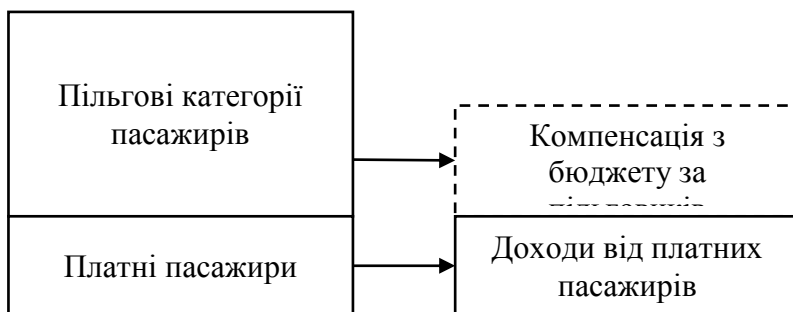 Пільгові категорії
пасажирів
Компенсація з
бюджету за
Платні пасажири
Доходи від платних
пасажирів